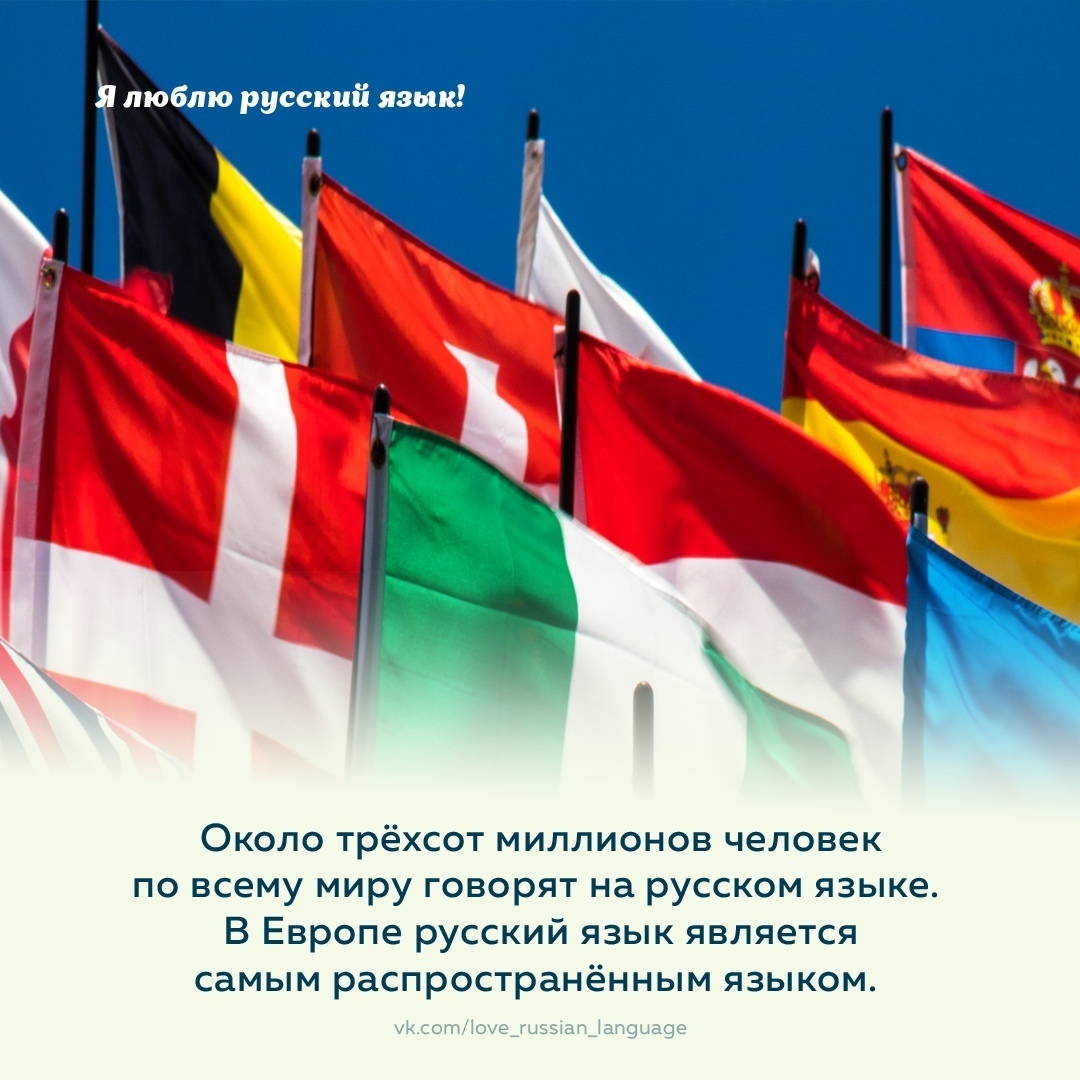 Я люблю русский язык!
Около трёхсот миллионов человек
по всему миру говорят на русском языке.
В Европе русский язык является
самым распространённым языком.
vk.com/love_russian_language